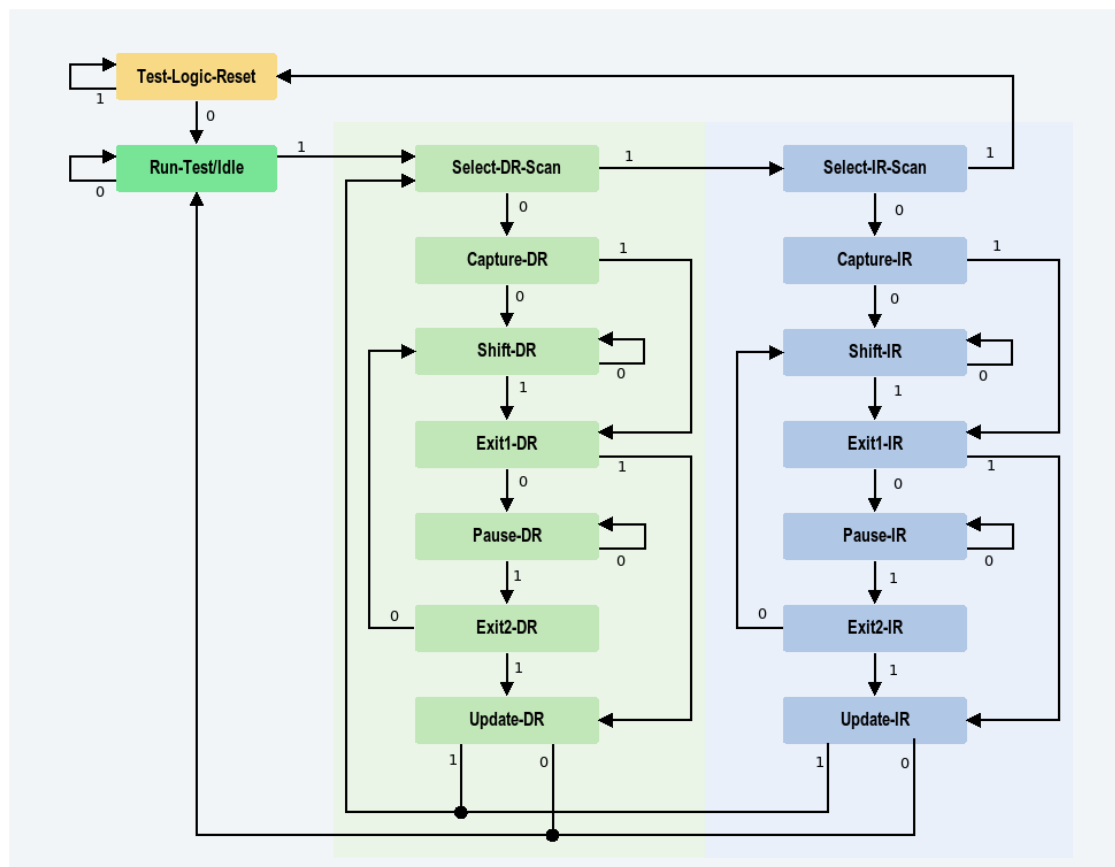 Test-Logic-Reset
1
0
Run-Test/Idle
1
0
Select-DR-Scan
1
0
Select-IR-Scan
1
0
Capture-DR
1
0
Capture-IR
1
0
Shift-DR
0
1
Shift-IR
0
1
Exit1-DR
1
0
Exit1-IR
1
0
Pause-DR
0
1
Pause-IR
0
1
0
Exit2-DR
1
0
Exit2-IR
1
Update-DR
1
0
Update-IR
1
0